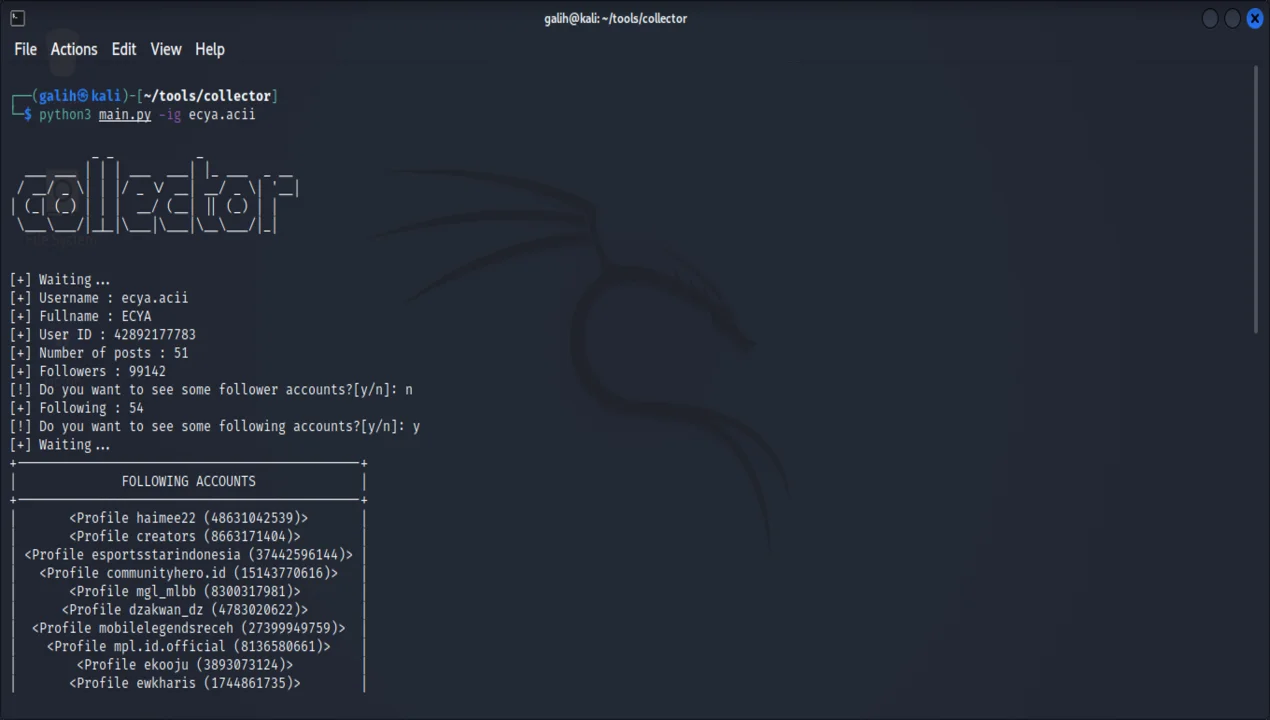 galih@kali: ~/tools/collector
File Actions Edit View Help
┌──(galih㉿kali)-[~/tools/collector]
└─$ python3 main.py -ig ecya.acii
collector
File System
[+] Waiting...
[+] Username : ecya.acii
[+] Fullname : ECYA
[+] User ID : 42892177783
[+] Number of posts : 51
[+] Followers : 99142
[!] Do you want to see some follower accounts?[y/n]: n
[+] Following : 54
[!] Do you want to see some following accounts?[y/n]: y
[+] Waiting...
FOLLOWING ACCOUNTS
<Profile haimee22 (48631042539)>
<Profile creators (8663171404)>
<Profile esportsstarindonesia (37442596144)>
<Profile communityhero.id (15143770616)>
<Profile mgl_mlbb (8300317981)>
<Profile dzakwan_dz (4783020622)>
<Profile mobilelegendsreceh (27399949759)>
<Profile mpl.id.official (8136580661)>
<Profile ekooju (3893073124)>
<Profile ewkharis (1744861735)>